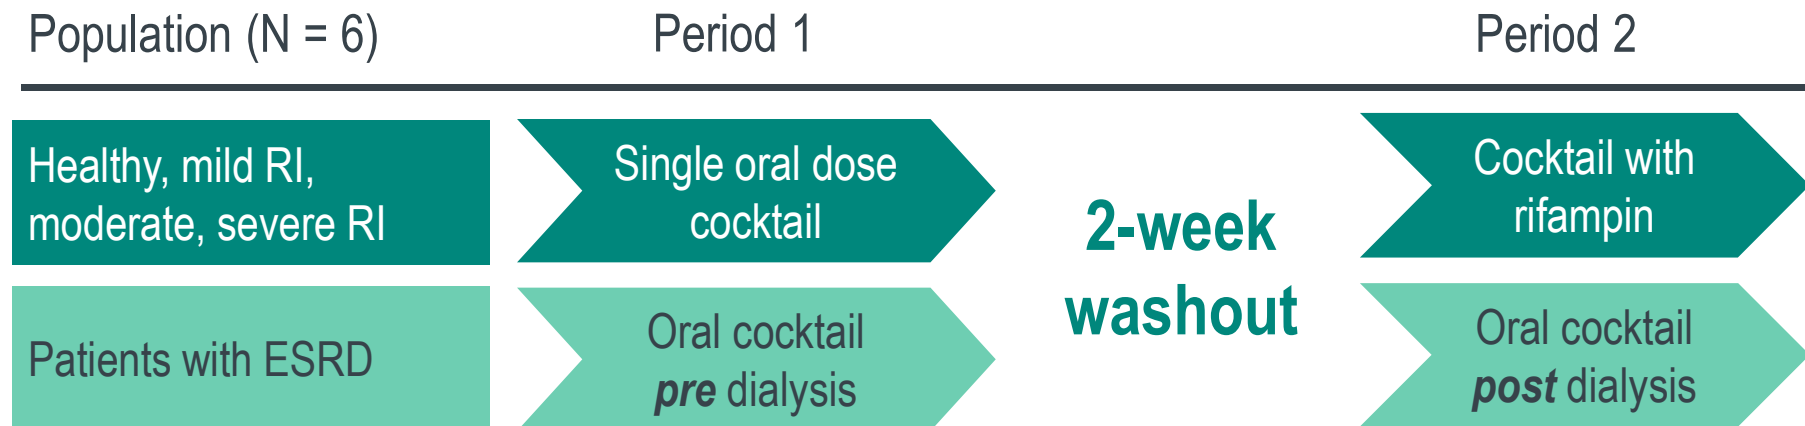 Population (N = 6)
Period 1
Period 2
Healthy, mild RI,
moderate, severe RI
Single oral dose
cocktail
2-week
washout
Cocktail with
rifampin
Patients with ESRD
Oral cocktail
pre dialysis
Oral cocktail
post dialysis